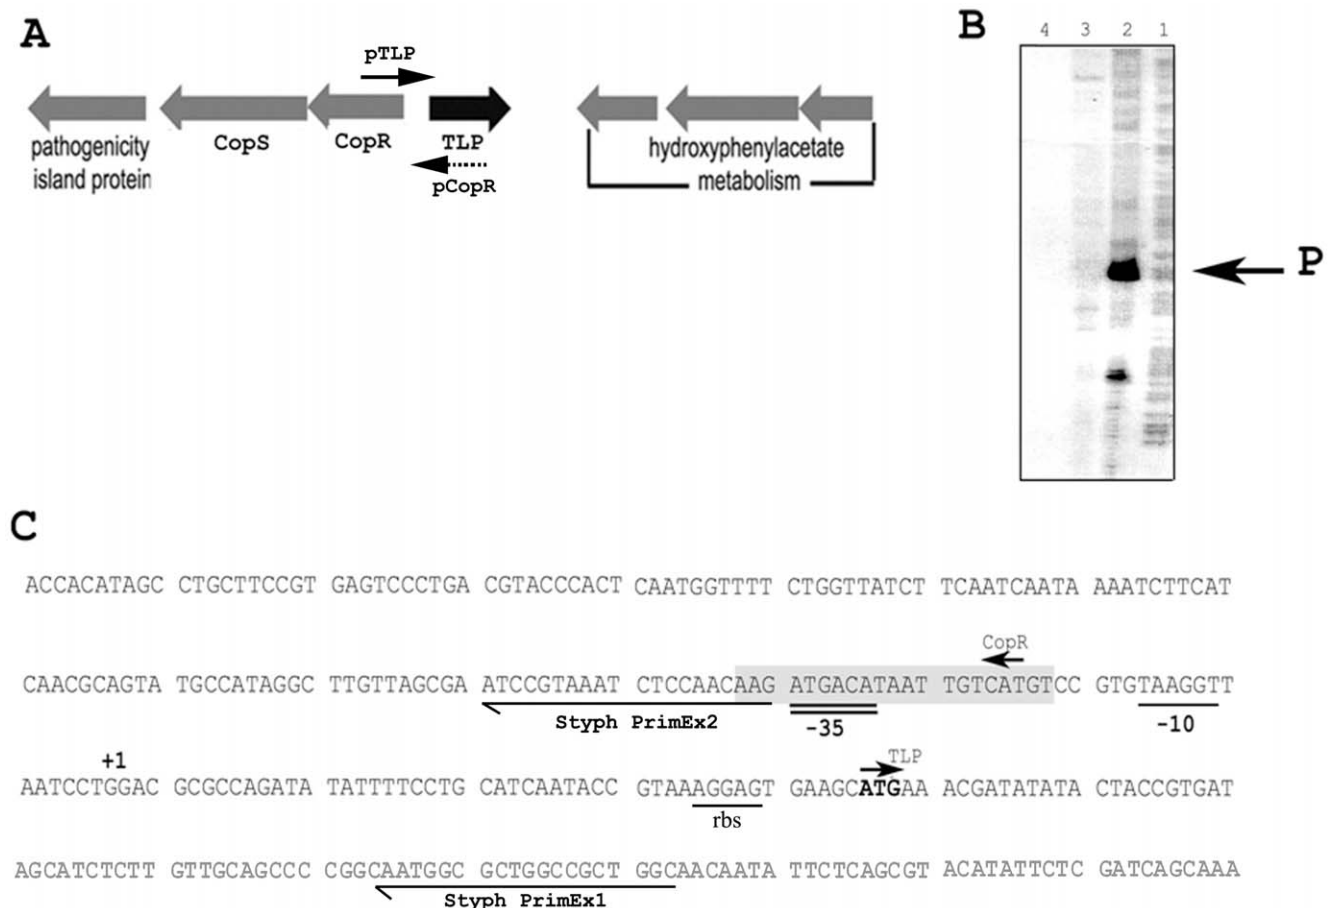 A
pTLP
pathogenicity
island protein
CopS
CopR
TLP
pCopR
hydroxyphenylacetate
metabolism
B
4 3 2 1
P
C
ACCACATAGC CTGCTTCCGT GAGTCCCTGA CGTACCCACT CAATGGTTTT CTGGTTATCT TCAATCAATA AAATCTTCAT
CopR
CAACGCAGTA TGCCATAGGC TTGTTAGCGA ATCCGTAAAT CTCCAACAAG ATGACATAAT TGTCATGTCC GTGTAAGGTT
Styph PrimEx2
-35
-10
+1
TLP
AATCCTGGAC GCGCCAGATA TATTTTCCTG CATCAATACC GTAAAGGAGT GAAGCATGAA ACGATATATA CTACCGTGAT
rbs
AGCATCTCTT GTTGCAGCCC CGGCAATGGC GCTGGCCGCT GGCAACAATA TTCTCAGCGT ACATATTCTC GATCAGCAAA
Styph PrimEx1